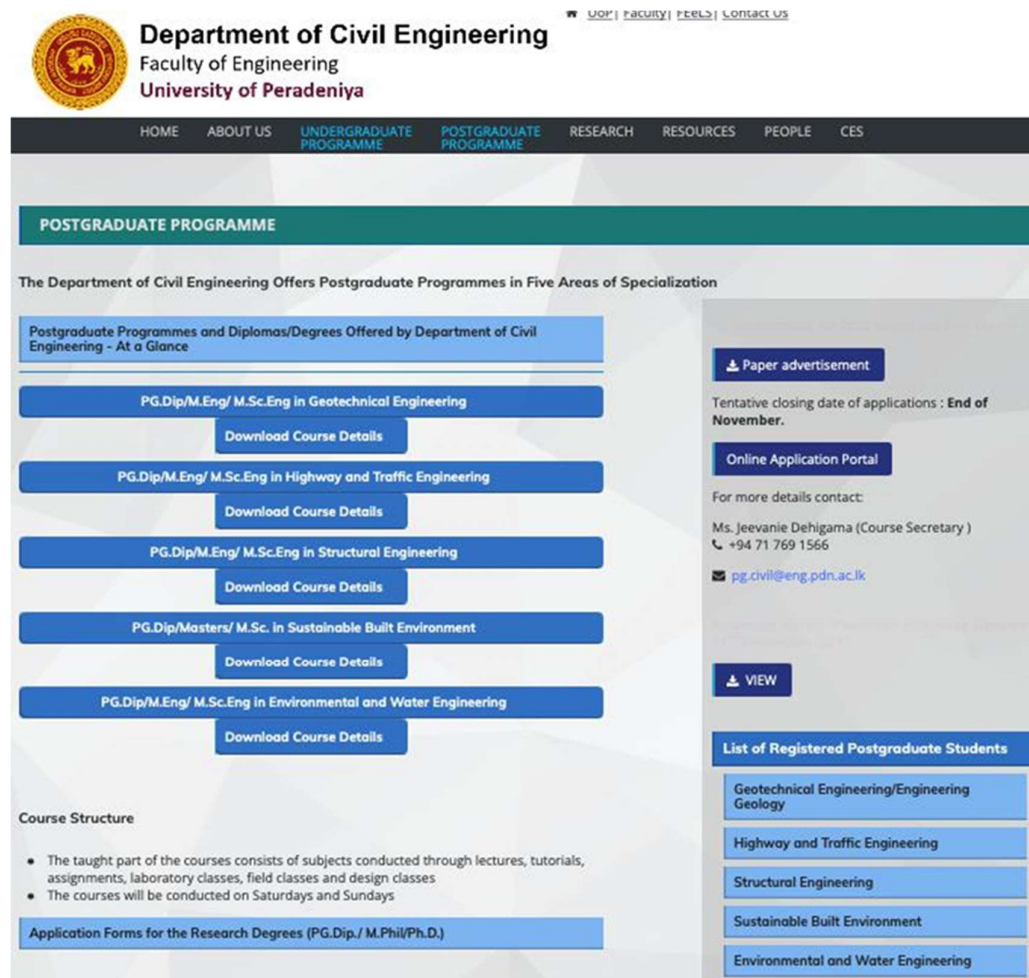 UoP| Faculty| FEeLS| Contact Us
Department of Civil Engineering
Faculty of Engineering
University of Peradeniya
HOME ABOUT US UNDERGRADUATE PROGRAMME POSTGRADUATE PROGRAMME RESEARCH RESOURCES PEOPLE CES
POSTGRADUATE PROGRAMME
The Department of Civil Engineering Offers Postgraduate Programmes in Five Areas of Specialization
Postgraduate Programmes and Diplomas/Degrees Offered by Department of Civil
Engineering - At a Glance
PG.Dip/M.Eng/ M.Sc.Eng in Geotechnical Engineering
Download Course Details
PG.Dip/M.Eng/ M.Sc.Eng in Highway and Traffic Engineering
Download Course Details
PG.Dip/M.Eng/ M.Sc.Eng in Structural Engineering
Download Course Details
PG.Dip/Masters/ M.Sc. in Sustainable Built Environment
Download Course Details
PG.Dip/M.Eng/ M.Sc.Eng in Environmental and Water Engineering
Download Course Details
Course Structure
• The taught part of the courses consists of subjects conducted through lectures, tutorials,
assignments, laboratory classes, field classes and design classes
• The courses will be conducted on Saturdays and Sundays
Application Forms for the Research Degrees (PG.Dip./ M.Phil/Ph.D.)
Paper advertisement
Tentative closing date of applications : End of
November.
Online Application Portal
For more details contact:
Ms. Jeevanie Dehigama (Course Secretary )
+94 71 769 1566
pg.civil@eng.pdn.ac.lk
VIEW
List of Registered Postgraduate Students
Geotechnical Engineering/Engineering
Geology
Highway and Traffic Engineering
Structural Engineering
Sustainable Built Environment
Environmental and Water Engineering